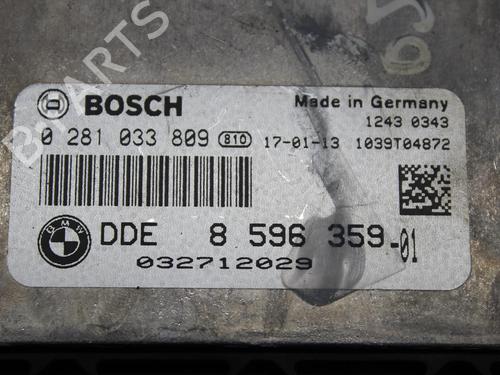 B-PARTS
BOSCH
Made in Germany
1243 0343
0 281 033 809 810 17-01-13 1039T04872
BMW
DDE 8 596 359-01
032712029